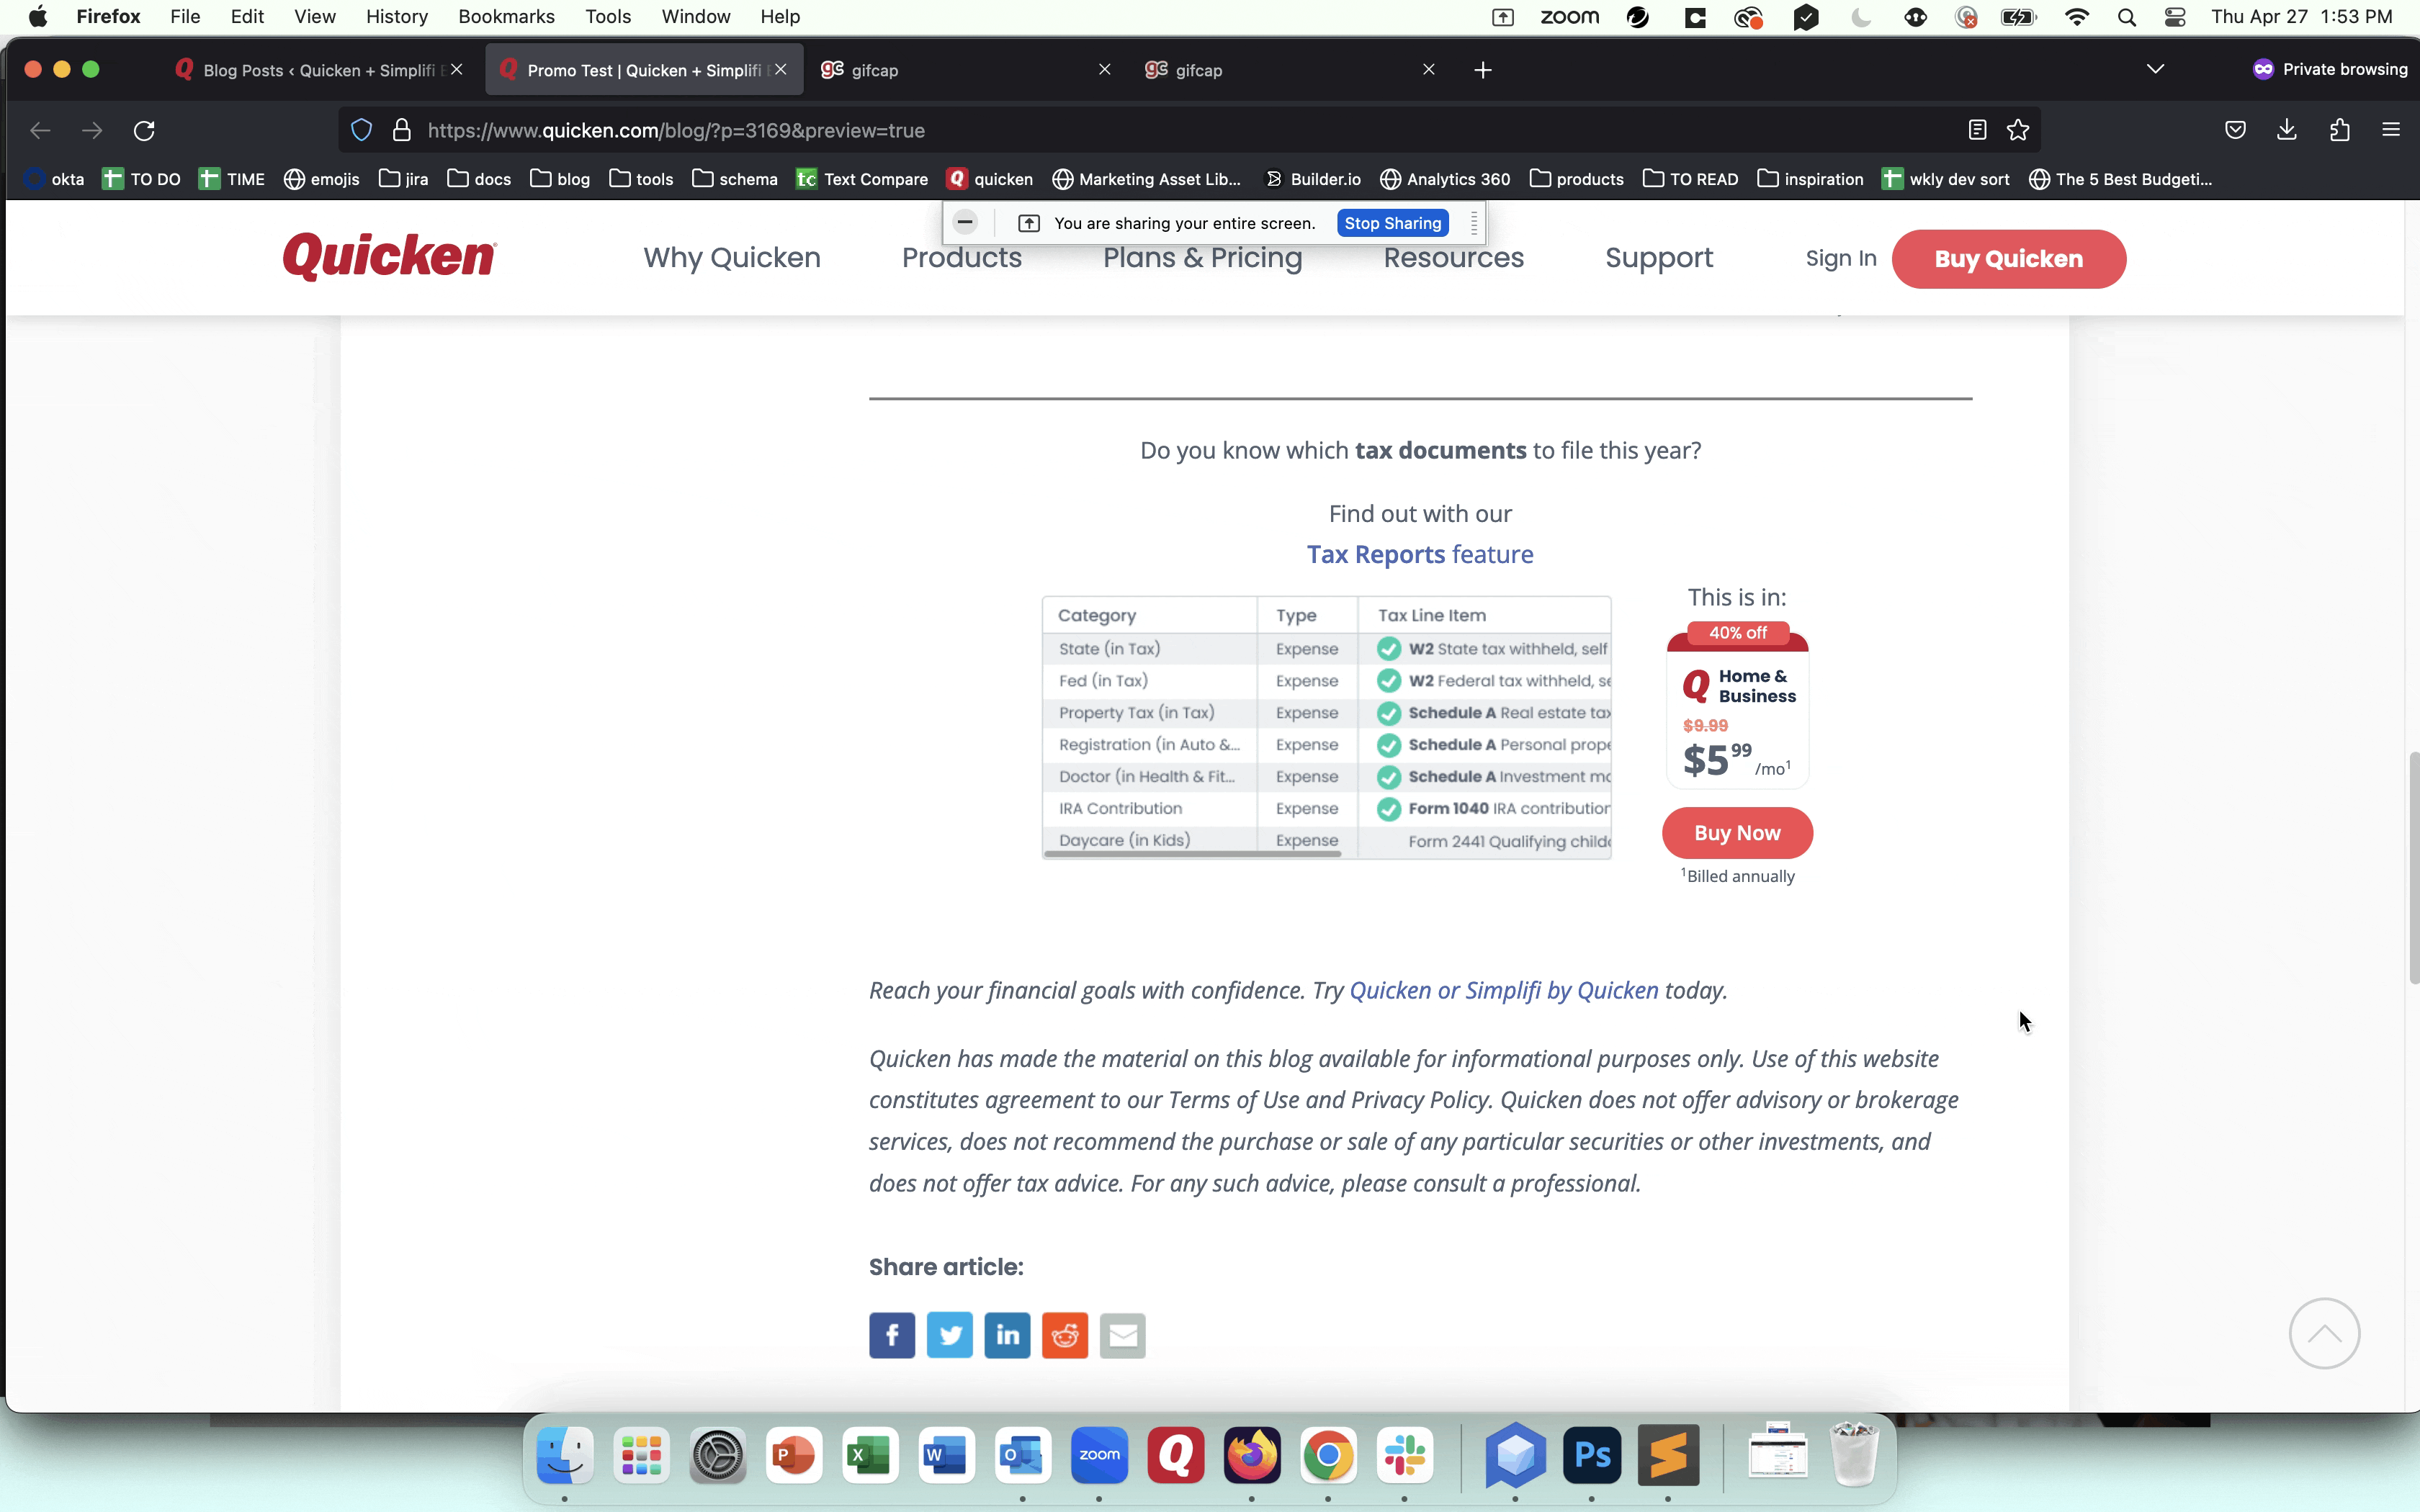 Firefox File Edit View History Bookmarks Tools Window Help zoom Thu Apr 27 1:53 PM
Blog Posts ‹ Quicken + Simplifi Promo Test | Quicken + Simplifi gifcap gifcap Private browsing
https://www.quicken.com/blog/?p=3169&preview=true
okta TO DO TIME emojis jira docs blog tools schema tc Text Compare Q quicken Marketing Asset Lib... Builder.io Analytics 360 products TO READ inspiration wkly dev sort The 5 Best Budgeti...
You are sharing your entire screen. Stop Sharing
Quicken Why Quicken Products Plans & Pricing Resources Support Sign In Buy Quicken
Do you know which tax documents to file this year?
Find out with our
Tax Reports feature
Category Type Tax Line Item
State (in Tax) Expense W2 State tax withheld, self
Fed (in Tax) Expense W2 Federal tax withheld, se
Property Tax (in Tax) Expense Schedule A Real estate tax
Registration (in Auto &... Expense Schedule A Personal prope
Doctor (in Health & Fit... Expense Schedule A Investment
IRA Contribution Expense Form 1040 IRA contribution
Daycare (in Kids) Expense Form 2441 Qualifying child
This is in:
40% off
Q Home &
Business
$9.99
$5 99 /mo¹
Buy Now
¹Billed annually
Reach your financial goals with confidence. Try Quicken or Simplifi by Quicken today.
Quicken has made the material on this blog available for informational purposes only. Use of this website
constitutes agreement to our Terms of Use and Privacy Policy. Quicken does not offer advisory or brokerage
services, does not recommend the purchase or sale of any particular securities or other investments, and
does not offer tax advice. For any such advice, please consult a professional.
Share article:
f in
P X W O zoom Q Ps S